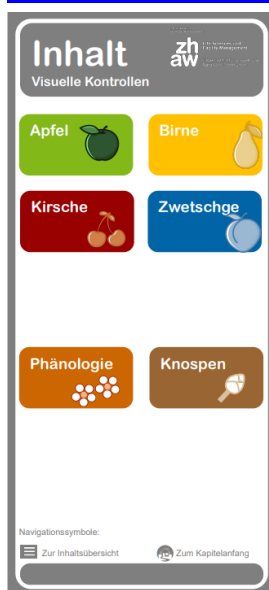 Inhalt
Visuelle Kontrollen
zh
aw
Apfel
Birne
Kirsche
Zwetschge
Phänologie
Knospen
Navigationssymbole:
Zur Inhaltsübersicht
Zum Kapitelanfang